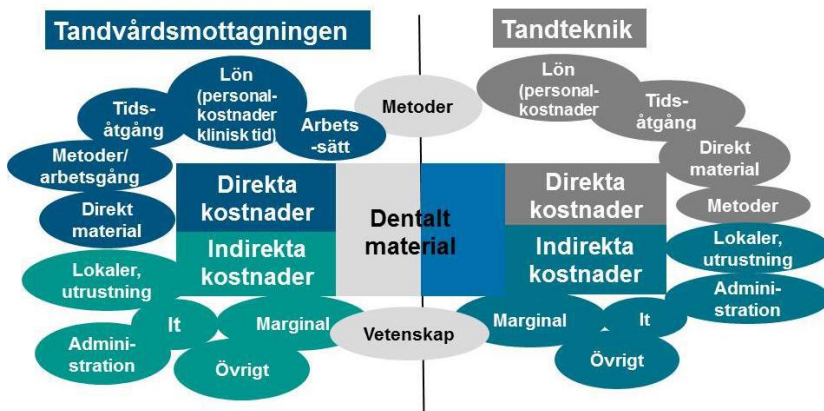 Tandvårdsmottagningen
Tandteknik
Lön
(personal-
kostnader
klinisk tid)
Tids-
åtgång
Arbets
-sätt
Metoder/
arbetsgång
Direkt
material
Direkta
kostnader
Indirekta
kostnader
Lokaler,
utrustning
It
Marginal
Admini-
stration
Övrigt
Metoder
Dentalt
material
Vetenskap
Lön
(personal-
kostnader
Tids-
åtgång
Direkt
material
Metoder
Direkta
kostnader
Indirekta
kostnader
Lokaler,
utrustning
Admini-
stration
Marginal
It
Övrigt